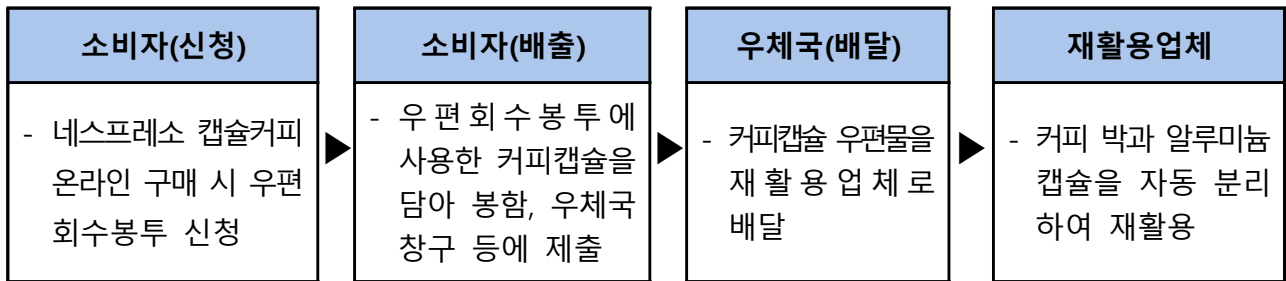 소비자(신청)
- 네스프레소 캡슐커피
온라인 구매 시 우편
회수봉투 신청
▶
소비자(배출)
- 우편회수봉투에
사용한 커피캡슐을
담아 봉함, 우체국
창구 등에 제출
▶
우체국(배달)
- 커피캡슐 우편물을
재활용업체로
배달
▶
재활용업체
- 커피 박과 알루미늄
캡슐을 자동 분리
하여 재활용